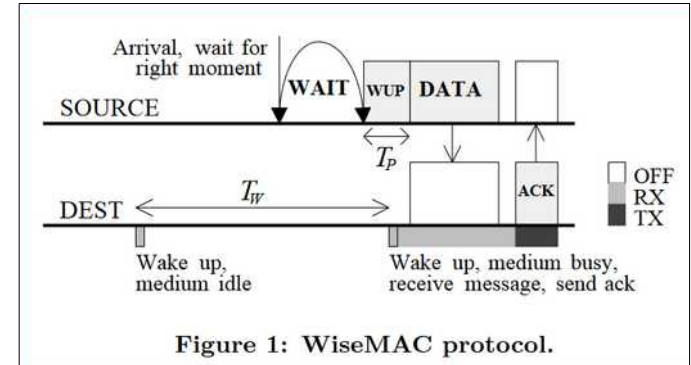 Arrival, wait for
right moment
WAIT
WUP
DATA
SOURCE
T_P
T_W
DEST
ACK
OFF
RX
TX
Wake up,
medium idle
Wake up, medium busy,
receive message, send ack
Figure 1: WiseMAC protocol.